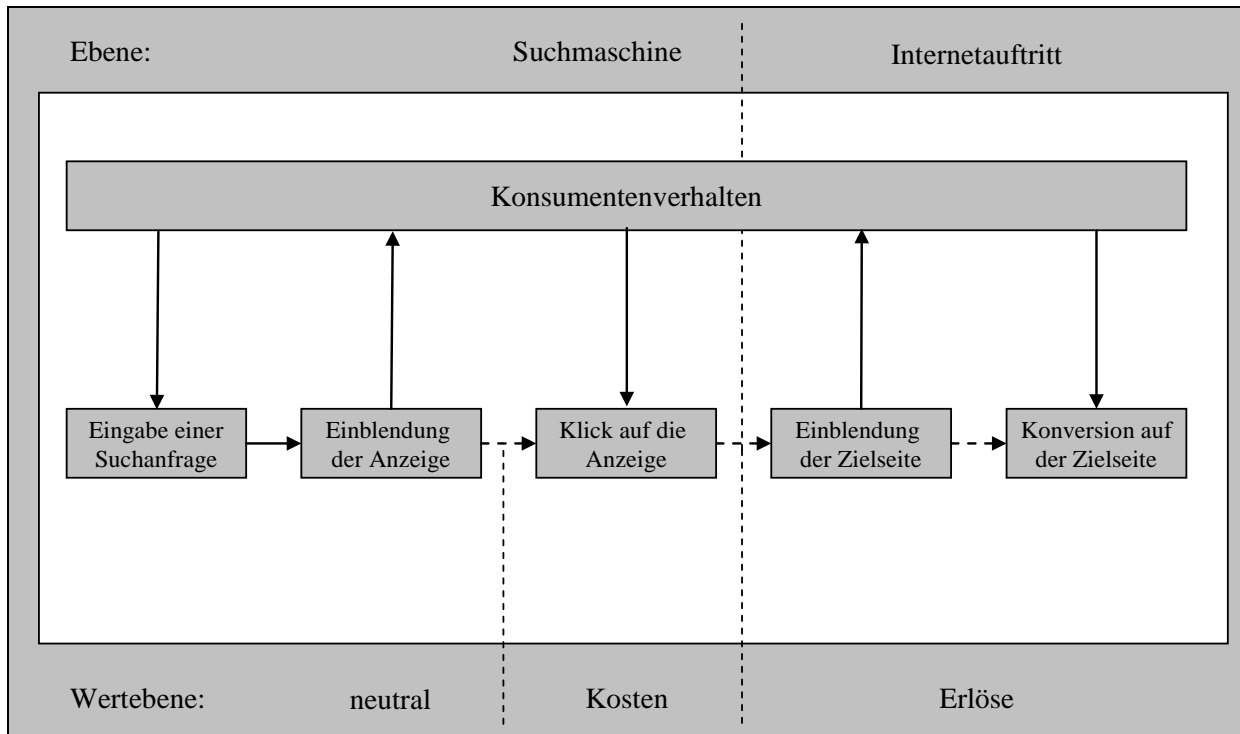 Ebene:
Suchmaschine
Internetauftritt
Konsumentenverhalten
Eingabe einer
Suchanfrage
Einblendung
der Anzeige
Klick auf die
Anzeige
Einblendung
der Zielseite
Konversion auf
der Zielseite
Wertebene:
neutral
Kosten
Erlöse